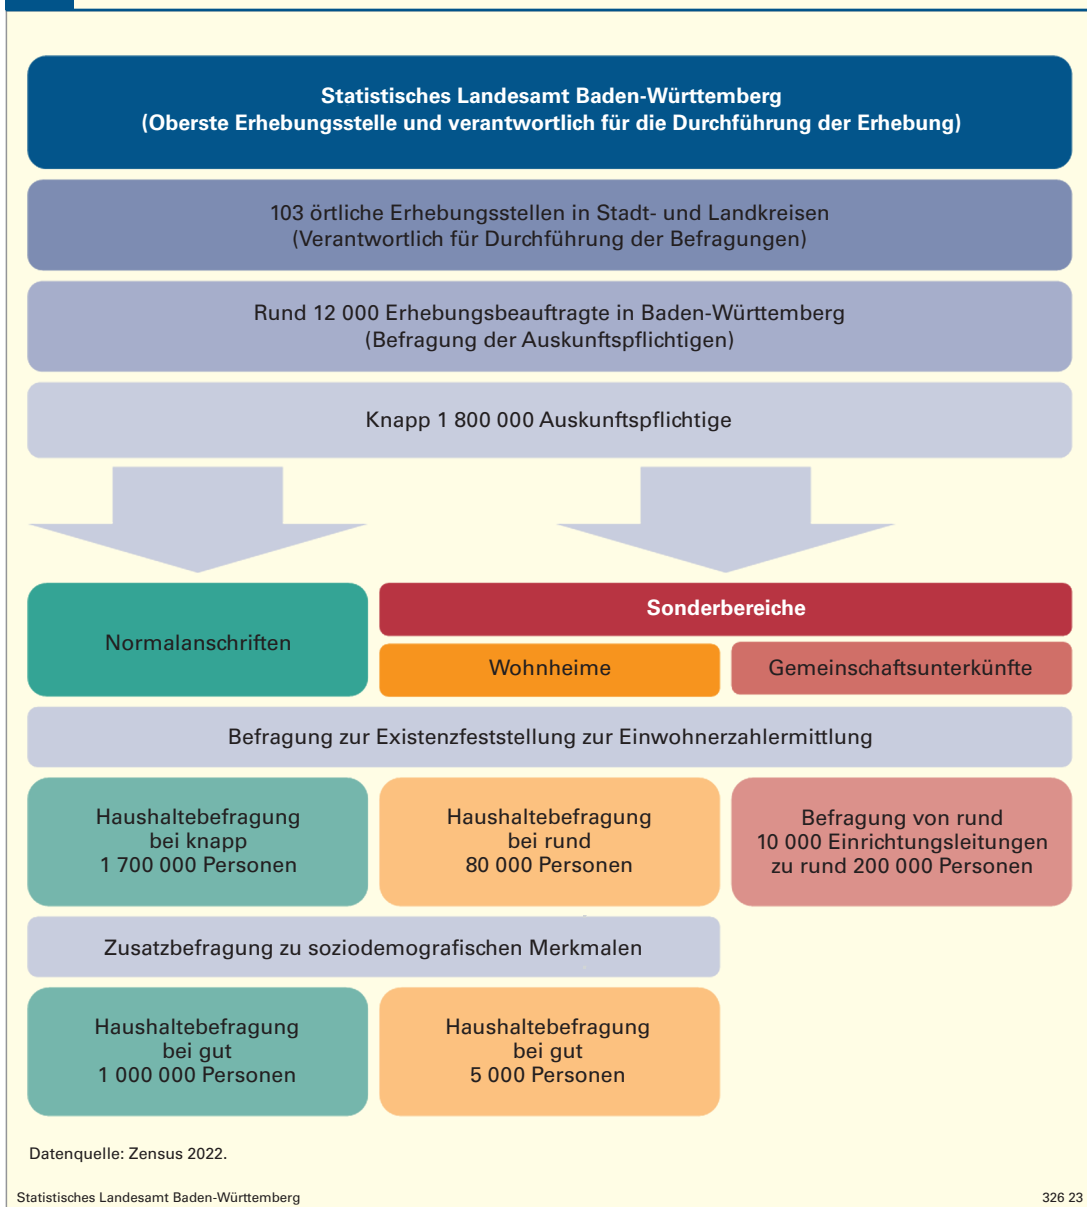 Statistisches Landesamt Baden-Württemberg
(Oberste Erhebungsstelle und verantwortlich für die Durchführung der Erhebung)
103 örtliche Erhebungsstellen in Stadt- und Landkreisen
(Verantwortlich für Durchführung der Befragungen)
Rund 12 000 Erhebungsbeauftragte in Baden-Württemberg
(Befragung der Auskunftspflichtigen)
Knapp 1 800 000 Auskunftspflichtige
Normalanschriften
Sonderbereiche
Wohnheime
Gemeinschaftsunterkünfte
Befragung zur Existenzfeststellung zur Einwohnerzahlermittlung
Haushaltebefragung
bei knapp
1 700 000 Personen
Haushaltebefragung
bei rund
80 000 Personen
Befragung von rund
10 000 Einrichtungsleitungen
zu rund 200 000 Personen
Zusatzbefragung zu soziodemografischen Merkmalen
Haushaltebefragung
bei gut
1 000 000 Personen
Haushaltebefragung
bei gut
5 000 Personen
Datenquelle: Zensus 2022.
Statistisches Landesamt Baden-Württemberg
326 23